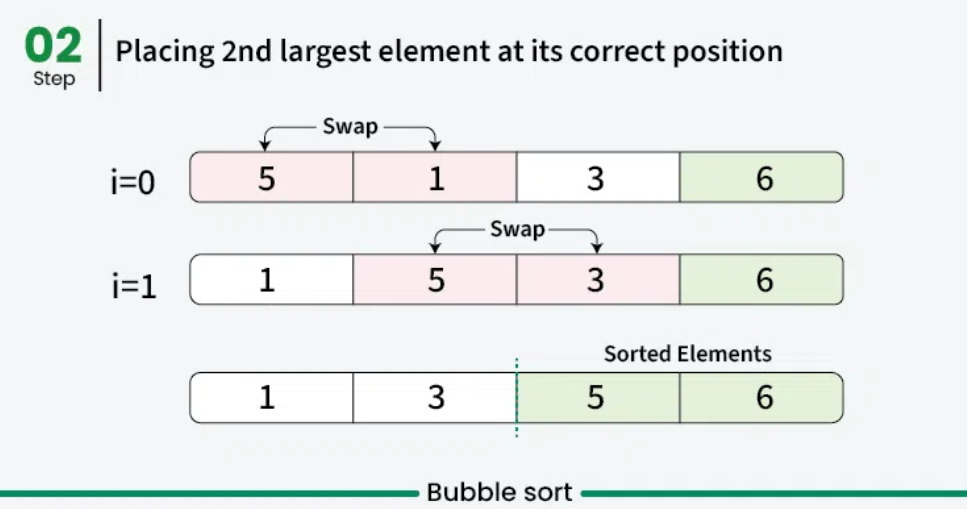 02
Step
Placing 2nd largest element at its correct position
Swap
i=0 5 1 3 6
Swap
i=1 1 5 3 6
Sorted Elements
1 3 5 6
Bubble sort